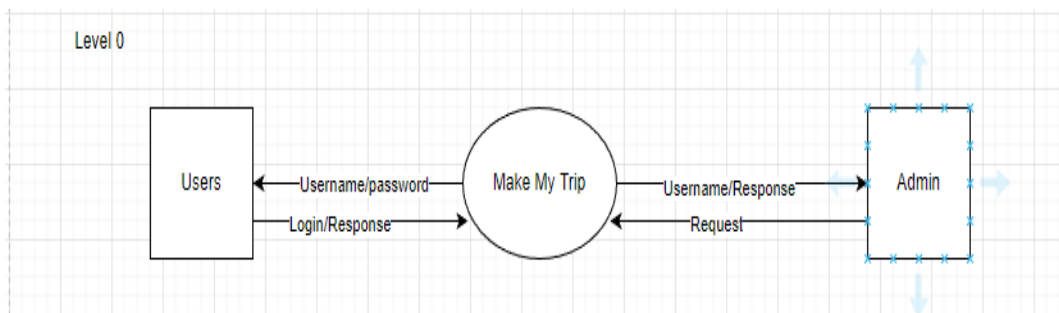 Level 0
Users
Username/password
Login/Response
Make My Trip
Username/Response
Request
Admin